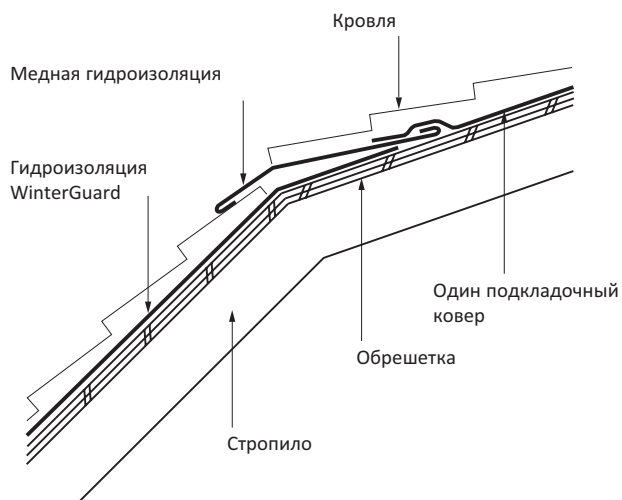 Кровля
Медная гидроизоляция
Гидроизоляция
WinterGuard
Один подкладочный
ковер
Обрешетка
Стропило